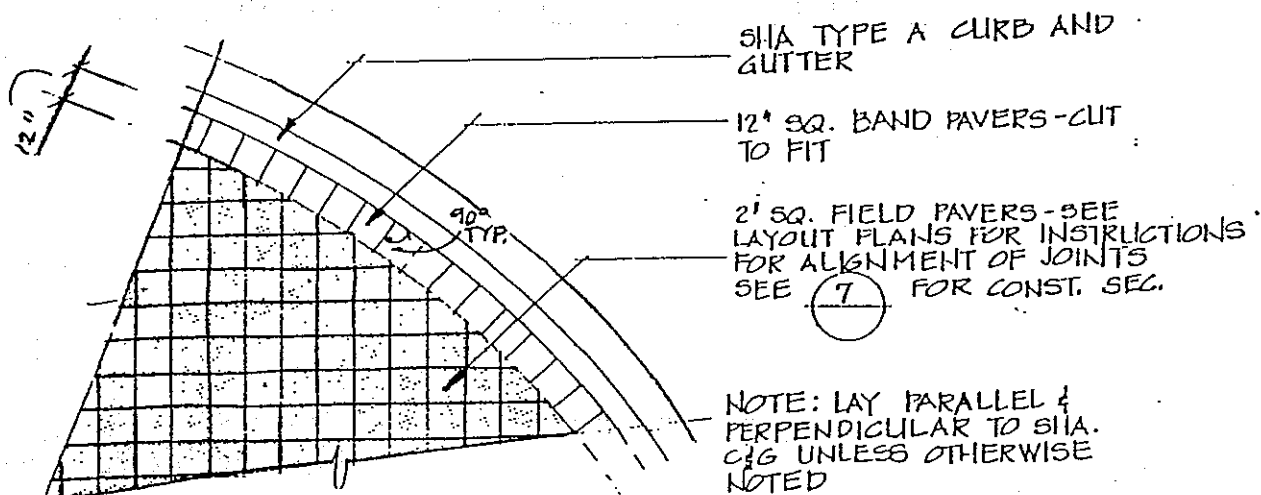 SHA TYPE A CURB AND
GUTTER
12" SQ. BAND PAVERS-CUT
TO FIT
2' SQ. FIELD PAVERS-SEE
LAYOUT PLANS FOR INSTRUCTIONS
FOR ALIGNMENT OF JOINTS
SEE 7 FOR CONST. SEC.
NOTE: LAY PARALLEL &
PERPENDICULAR TO SHA.
C&G UNLESS OTHERWISE
NOTED
12"
90°
TYP.